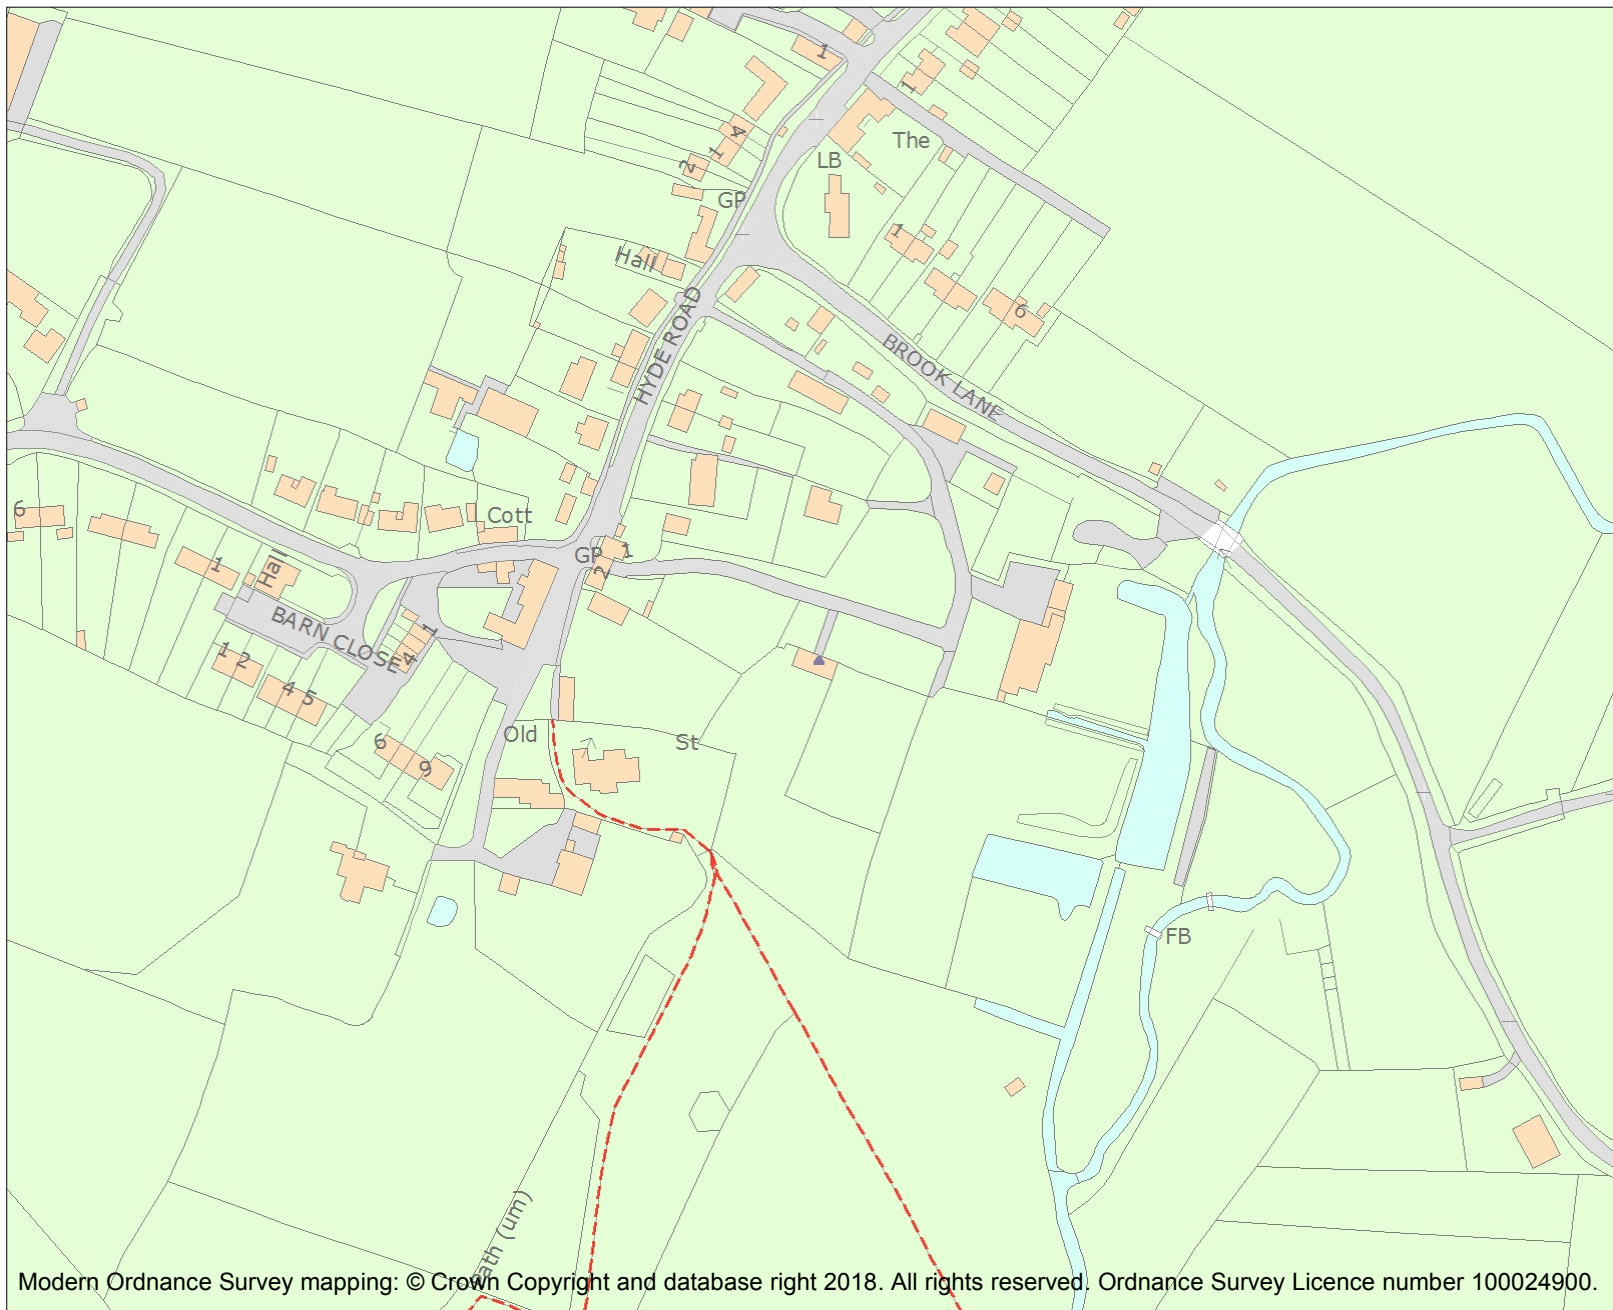 1
1
The
LB
4
1
2
GP
1
Hall
6
HYDE ROAD
BROOK LANE
6
Cott
GP
1
2
1
Hall
BARN CLOSE
1
4
1 2
4 5
Old
St
6
9
FB
Path (um)
Modern Ordnance Survey mapping: © Crown Copyright and database right 2018. All rights reserved. Ordnance Survey Licence number 100024900.